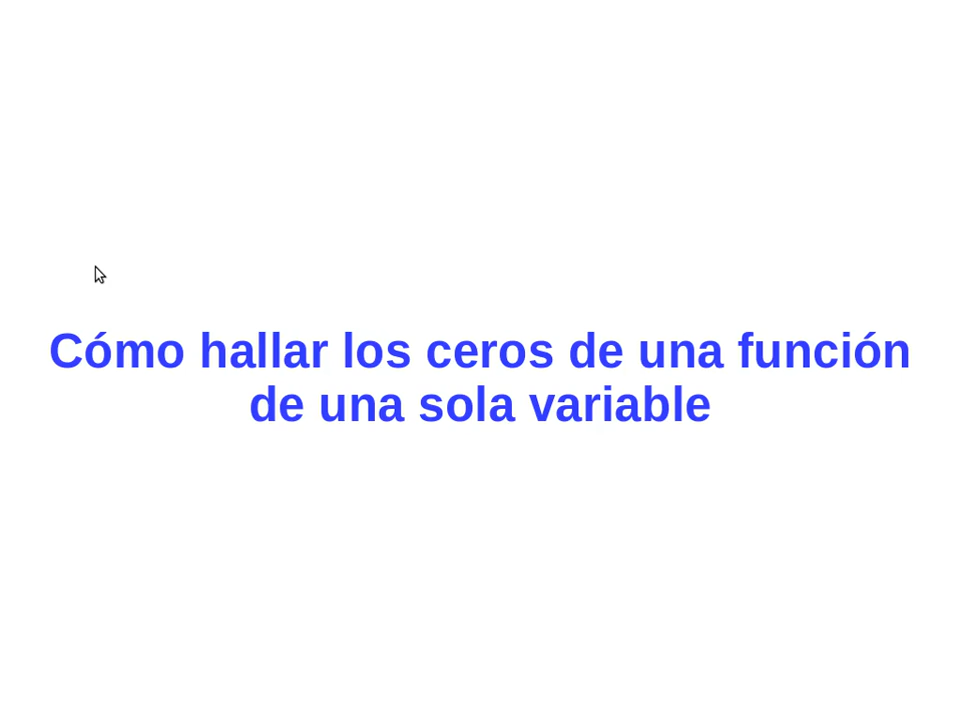 Cómo hallar los ceros de una función
de una sola variable